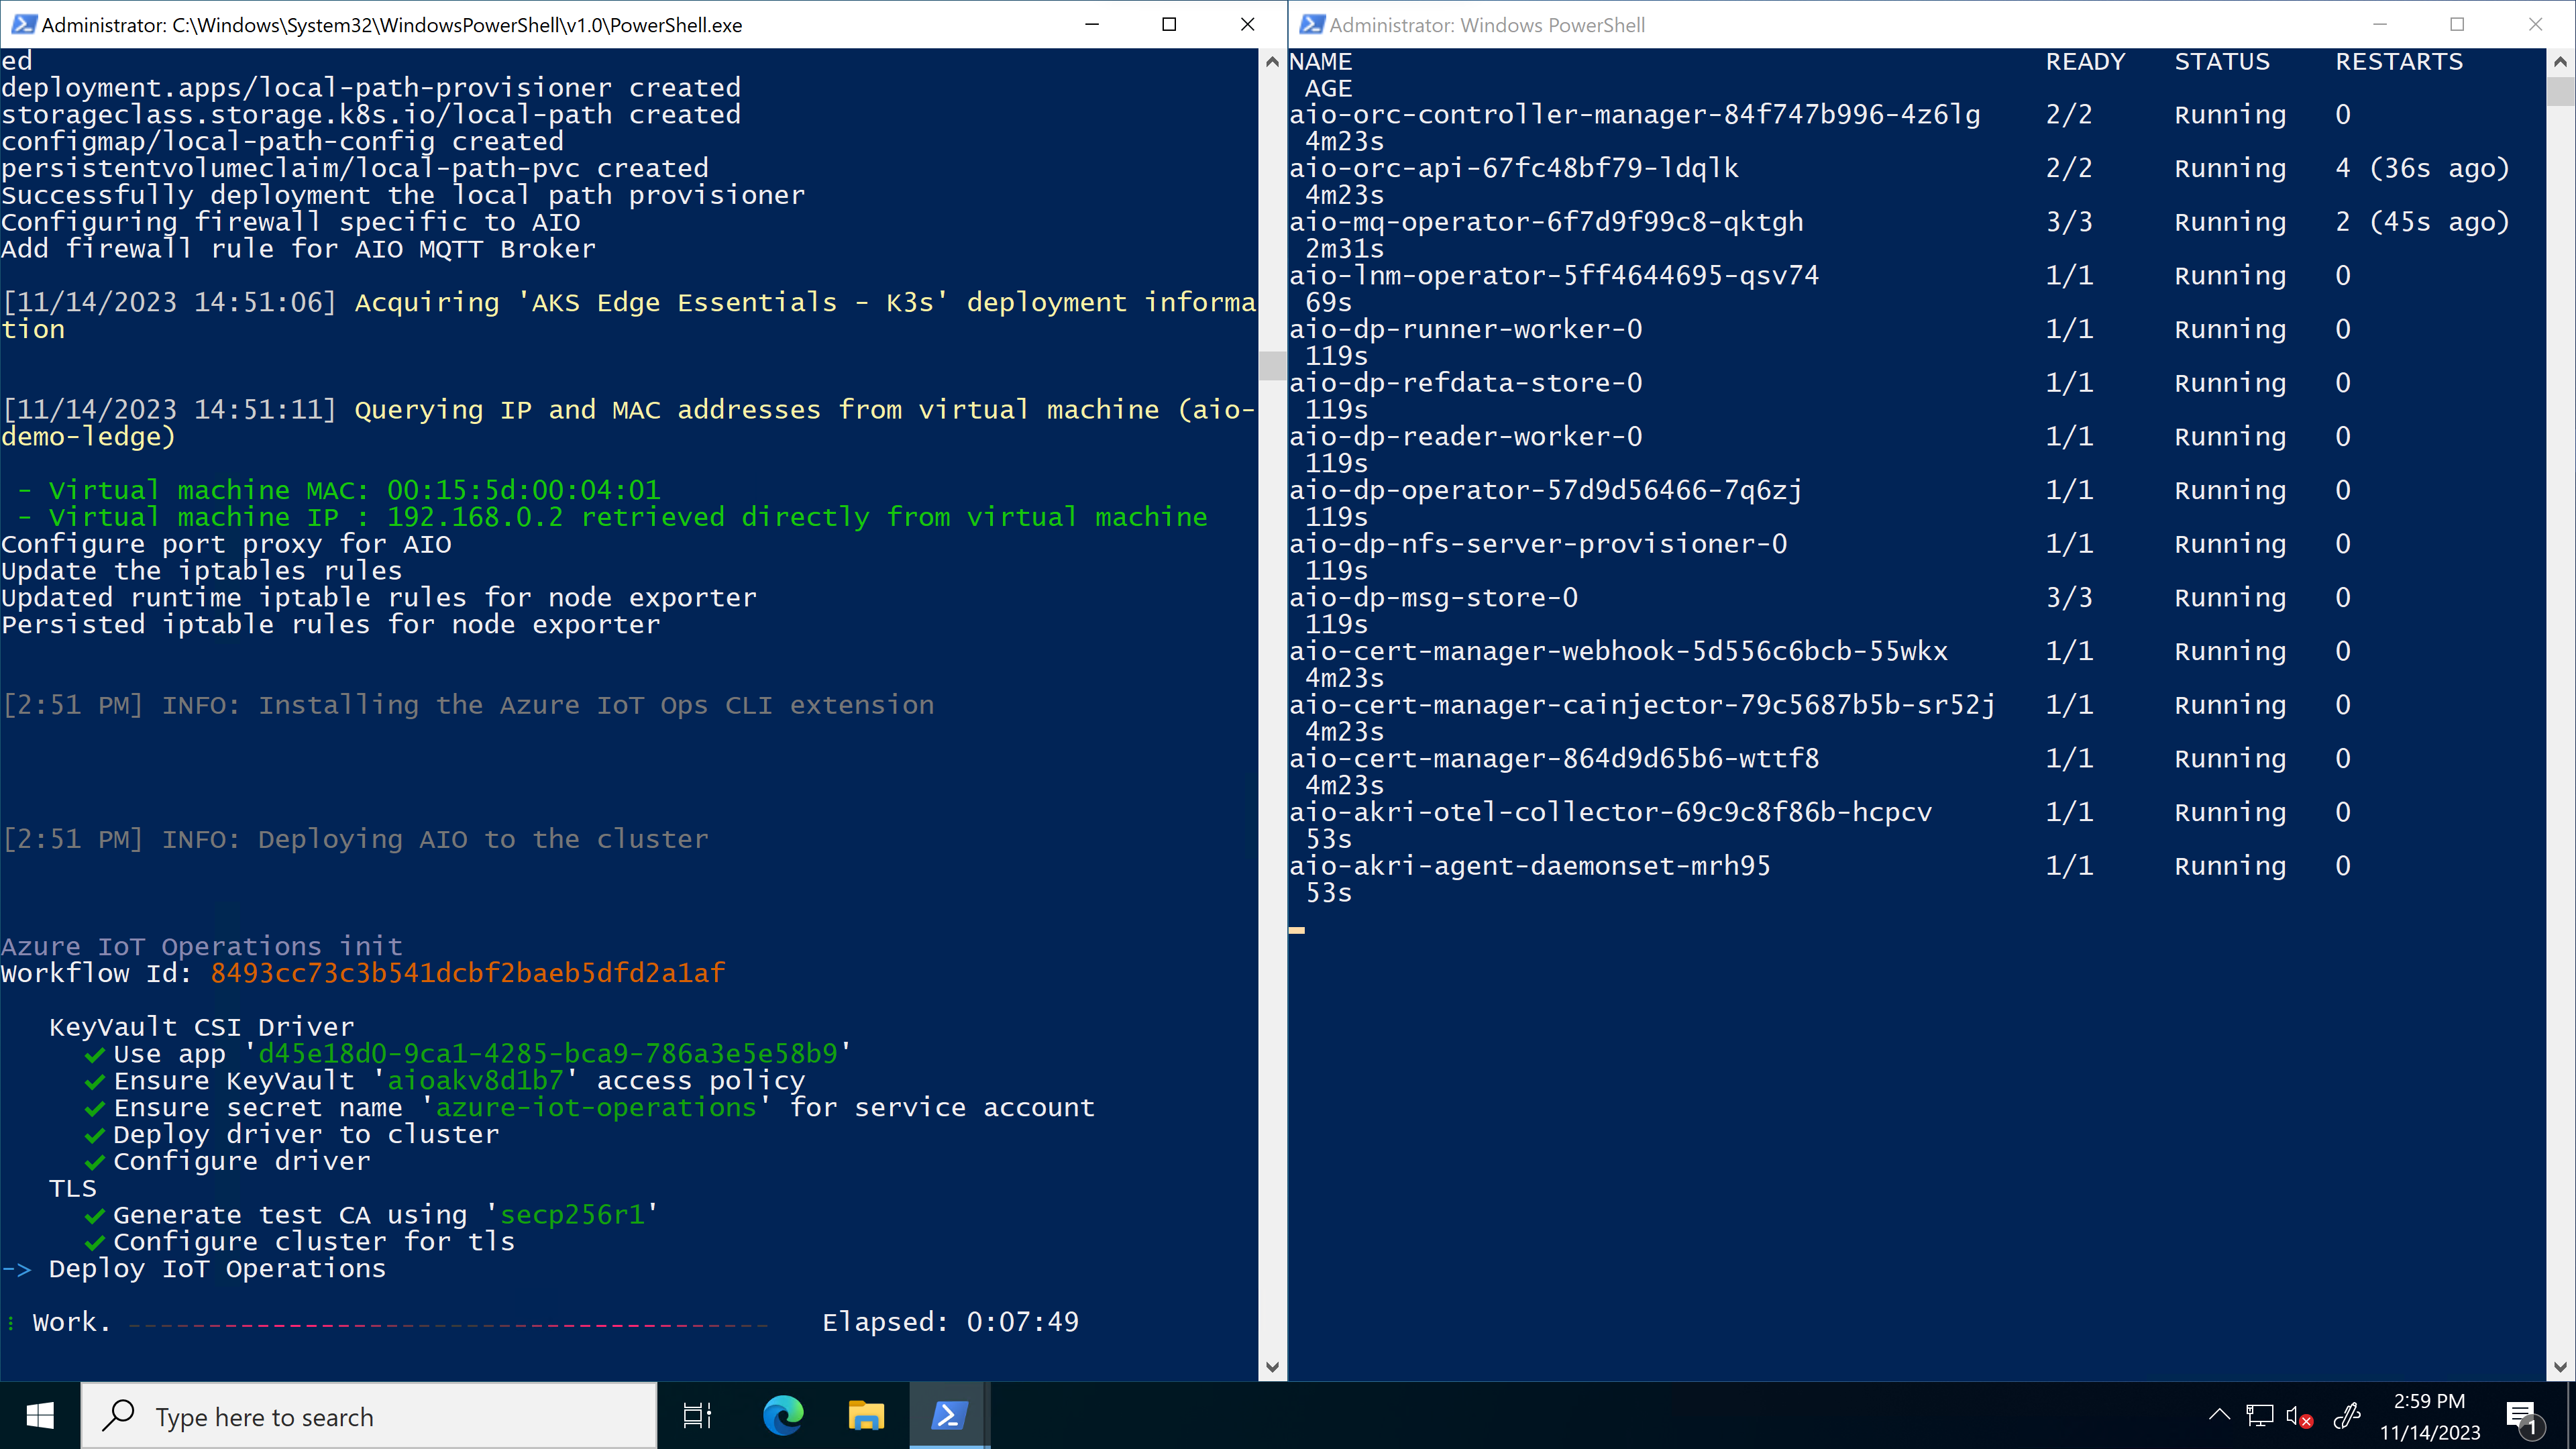 Administrator: C:\Windows\System32\WindowsPowerShell\v1.0\PowerShell.exe
ed
deployment.apps/local-path-provisioner created
storageclass.storage.k8s.io/local-path created
configmap/local-path-config created
persistentvolumeclaim/local-path-pvc created
Successfully deployment the local path provisioner
Configuring firewall specific to AIO
Add firewall rule for AIO MQTT Broker
[11/14/2023 14:51:06] Acquiring 'AKS Edge Essentials - K3s' deployment informa
tion
[11/14/2023 14:51:11] Querying IP and MAC addresses from virtual machine (aio-
demo-ledge)
- Virtual machine MAC: 00:15:5d:00:04:01
- Virtual machine IP : 192.168.0.2 retrieved directly from virtual machine
Configure port proxy for AIO
Update the iptables rules
Updated runtime iptable rules for node exporter
Persisted iptable rules for node exporter
[2:51 PM] INFO: Installing the Azure IoT Ops CLI extension
[2:51 PM] INFO: Deploying AIO to the cluster
Azure IoT Operations init
Workflow Id: 8493cc73c3b541dcbf2baeb5dfd2a1af
KeyVault CSI Driver
✔ Use app 'd45e18d0-9ca1-4285-bca9-786a3e5e58b9'
✔ Ensure KeyVault 'aioakv8d1b7' access policy
✔ Ensure secret name 'azure-iot-operations' for service account
✔ Deploy driver to cluster
✔ Configure driver
TLS
✔ Generate test CA using 'secp256r1'
✔ Configure cluster for tls
-> Deploy IoT Operations
Work. ---------------------------------------- Elapsed: 0:07:49
Administrator: Windows PowerShell
NAME READY STATUS RESTARTS
AGE
aio-orc-controller-manager-84f747b996-4z6lg 2/2 Running 0
4m23s
aio-orc-api-67fc48bf79-ldqlk 2/2 Running 4 (36s ago)
4m23s
aio-mq-operator-6f7d9f99c8-qktgh 3/3 Running 2 (45s ago)
2m31s
aio-lnm-operator-5ff4644695-qsv74 1/1 Running 0
69s
aio-dp-runner-worker-0 1/1 Running 0
119s
aio-dp-refdata-store-0 1/1 Running 0
119s
aio-dp-reader-worker-0 1/1 Running 0
119s
aio-dp-operator-57d9d56466-7q6zj 1/1 Running 0
119s
aio-dp-nfs-server-provisioner-0 1/1 Running 0
119s
aio-dp-msg-store-0 3/3 Running 0
119s
aio-cert-manager-webhook-5d556c6bcb-55wkx 1/1 Running 0
4m23s
aio-cert-manager-cainjector-79c5687b5b-sr52j 1/1 Running 0
4m23s
aio-cert-manager-864d9d65b6-wttf8 1/1 Running 0
4m23s
aio-akri-otel-collector-69c9c8f86b-hcpcv 1/1 Running 0
53s
aio-akri-agent-daemonset-mrh95 1/1 Running 0
53s
Type here to search
2:59 PM
11/14/2023
1